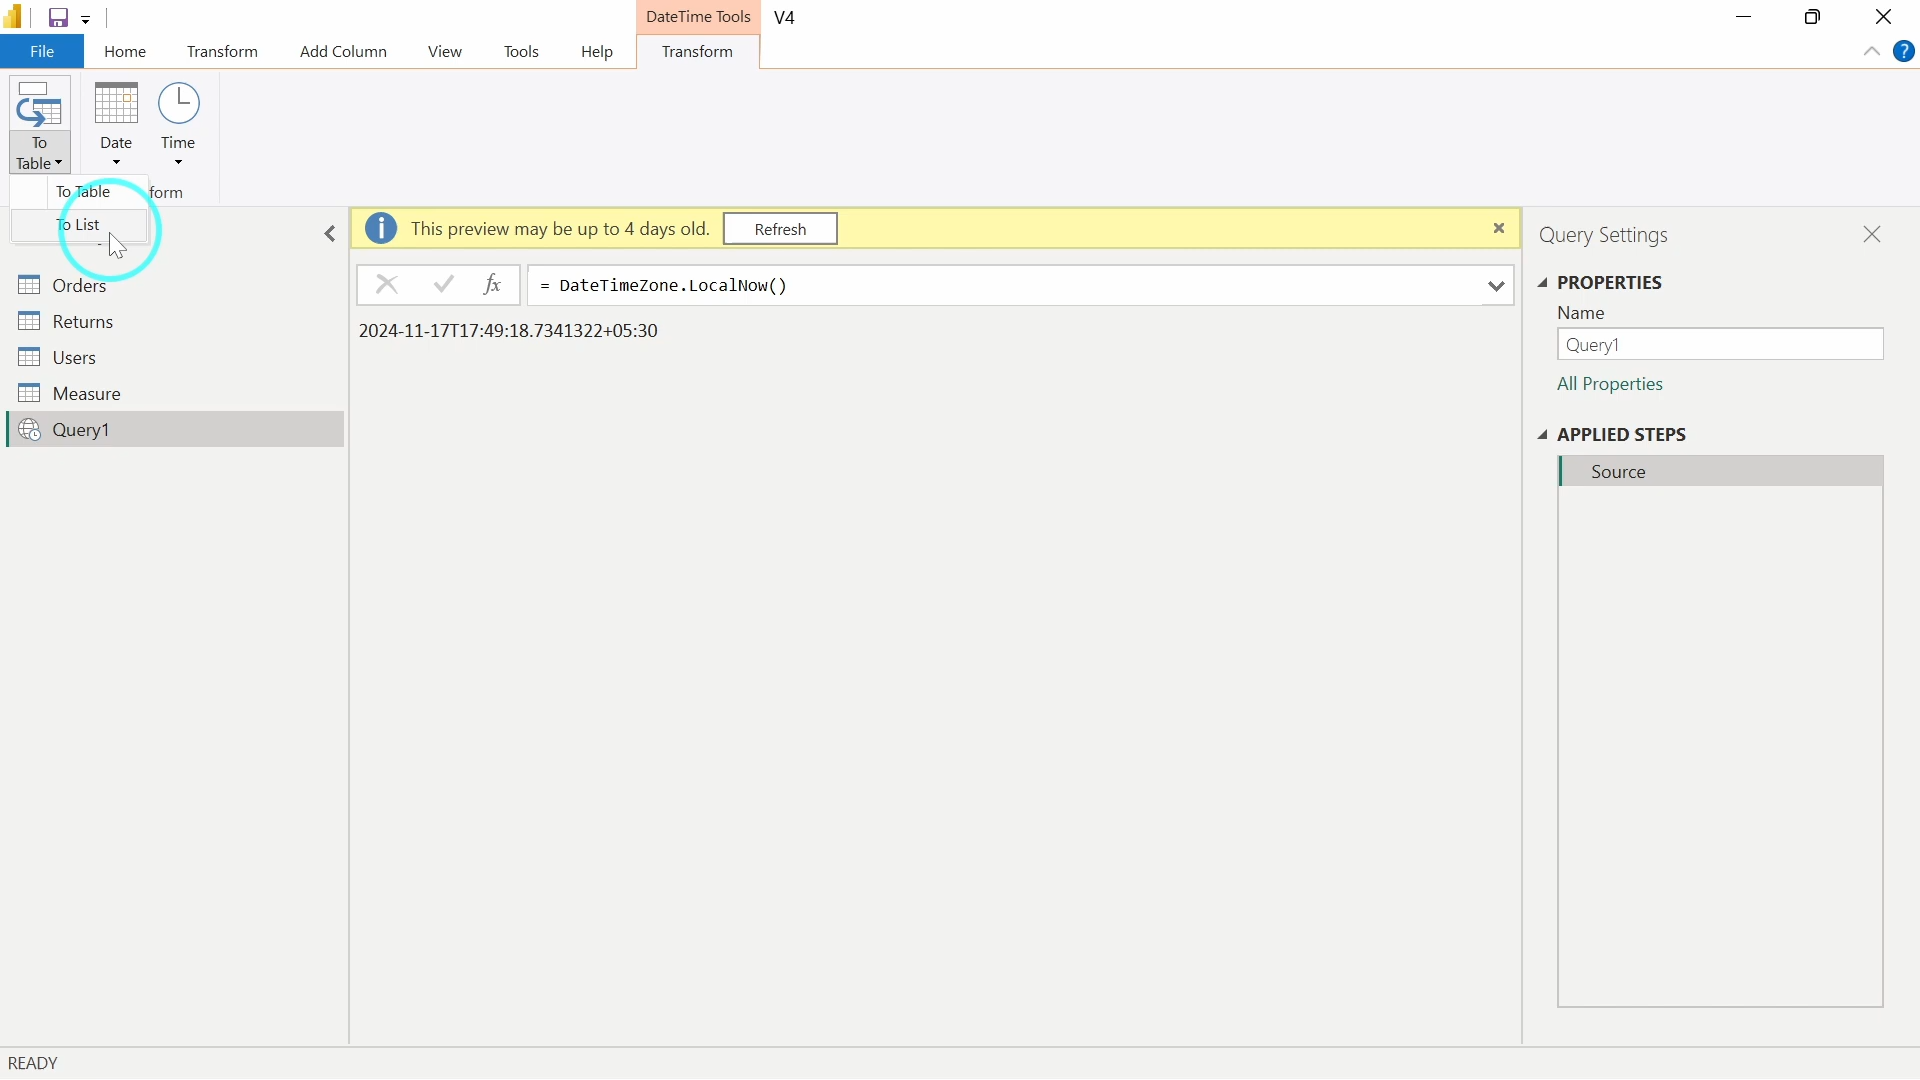 DateTime Tools
V4
File
Home
Transform
Add Column
View
Tools
Help
Transform
?
To
Table
Date
Time
To Table
form
To List
i
This preview may be up to 4 days old.
Refresh
Query Settings
fx
= DateTimeZone.LocalNow()
2024-11-17T17:49:18.7341322+05:30
Orders
Returns
Users
Measure
Query1
PROPERTIES
Name
Query1
All Properties
APPLIED STEPS
Source
READY